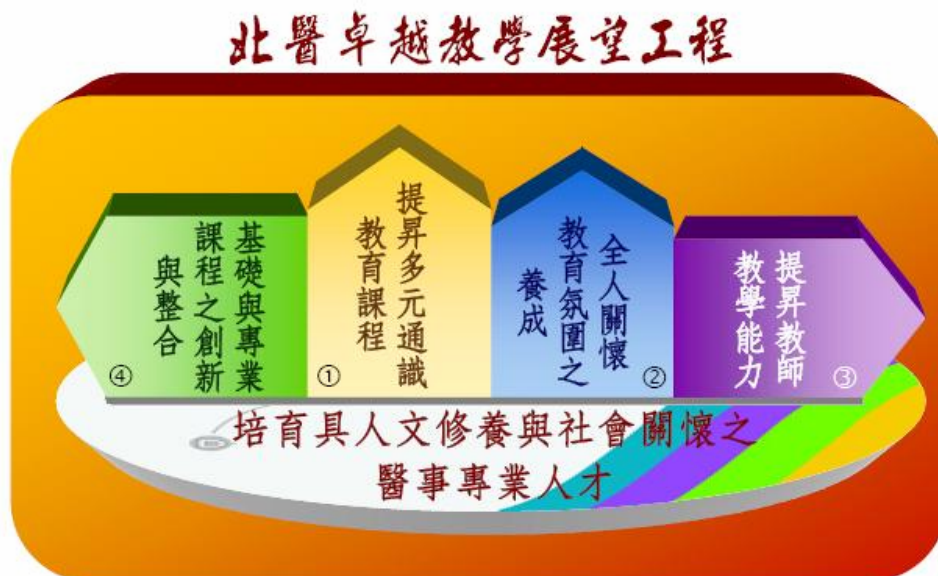 北醫卓越教學展望工程
基礎與專業
課程之創新
與整合
④
提昇多元通識
教育課程
①
全人關懷
教育氛圍之
養成
②
提昇教師
教學能力
③
培育具人文修養與社會關懷之
醫事專業人才